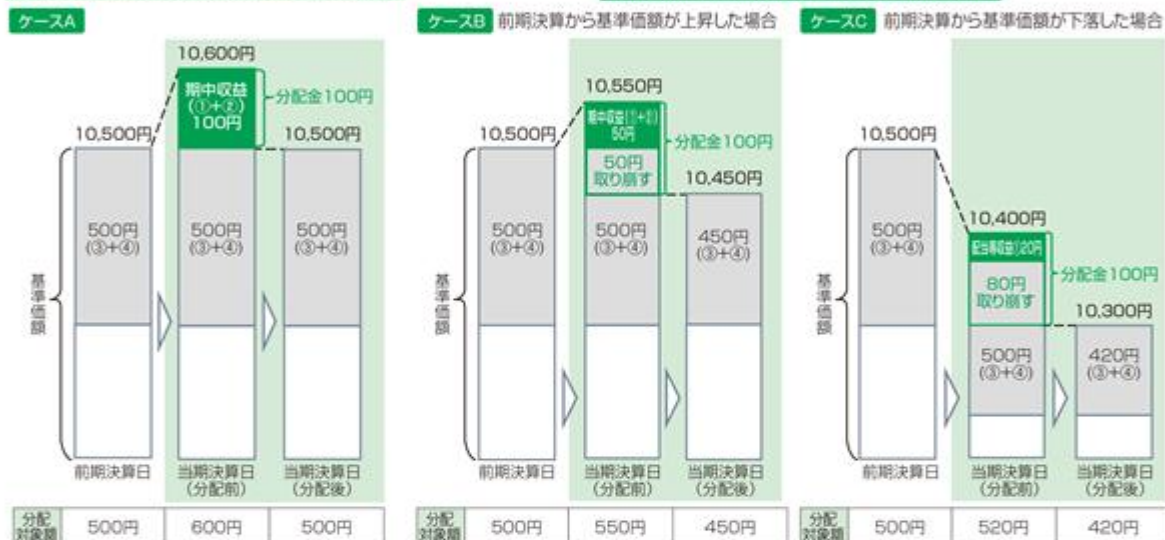 ケースA
10,600円
期中収益
(①+②)
100円
分配金100円
10,500円
10,500円
500円
(③+④)
500円
(③+④)
500円
(③+④)
基準価額
前期決算日
当期決算日
(分配前)
当期決算日
(分配後)
分配
対象額
500円
600円
500円
ケースB 前期決算から基準価額が上昇した場合
10,550円
期中収益(①+②)
50円
分配金100円
10,500円
50円
取り崩す
10,450円
500円
(③+④)
500円
(③+④)
450円
(③+④)
基準価額
前期決算日
当期決算日
(分配前)
当期決算日
(分配後)
分配
対象額
500円
550円
450円
ケースC 前期決算から基準価額が下落した場合
10,500円
10,400円
配当等収益①20円
分配金100円
80円
取り崩す
10,300円
500円
(③+④)
500円
(③+④)
420円
(③+④)
基準価額
前期決算日
当期決算日
(分配前)
当期決算日
(分配後)
分配
対象額
500円
520円
420円